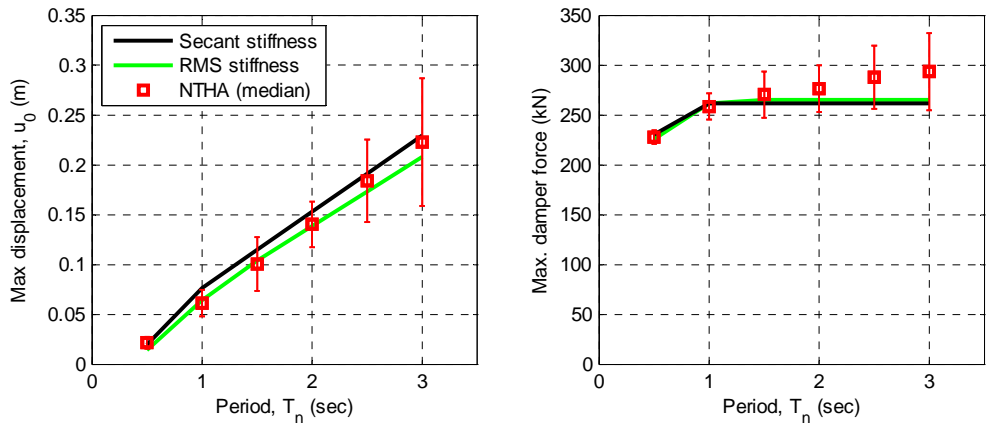 0.35
0.3
0.25
0.2
0.15
0.1
0.05
0
Max displacement, u0 (m)
Secant stiffness
RMS stiffness
NTHA (median)
0 1 2 3
Period, Tn (sec)
350
300
250
200
150
100
50
0
Max. damper force (kN)
0 1 2 3
Period, Tn (sec)